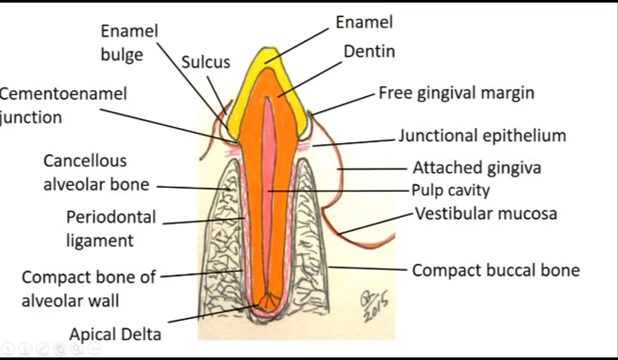 Enamel
bulge
Sulcus
Cementoenamel
junction
Cancellous
alveolar bone
Periodontal
ligament
Compact bone of
alveolar wall
Apical Delta
Enamel
Dentin
Free gingival margin
Junctional epithelium
Attached gingiva
Pulp cavity
Vestibular mucosa
Compact buccal bone
2015